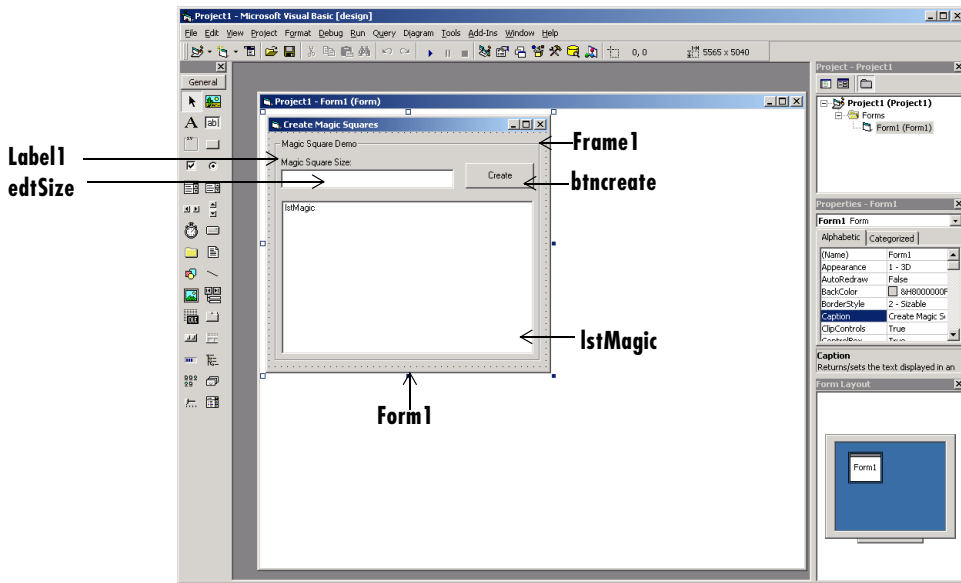 Project1 - Microsoft Visual Basic [design]
File Edit View Project Format Debug Run Query Diagram Tools Add-Ins Window Help
0, 0
5565 x 5040
General
Project1 - Form1 (Form)
Create Magic Squares
Magic Square Demo
Magic Square Size:
Create
lstMagic
Label1
edtSize
Frame1
btncreate
lstMagic
Form1
Project - Project1
Project1 (Project1)
Forms
Form1 (Form1)
Properties - Form1
Form1 Form
Alphabetic Categorized
(Name) Form1
Appearance 1 - 3D
AutoRedraw False
BackColor &H8000000F
BorderStyle 2 - Sizable
Caption Create Magic S
ClipControls True
ControlBox True
Caption
Returns/sets the text displayed in an
Form Layout
Form1